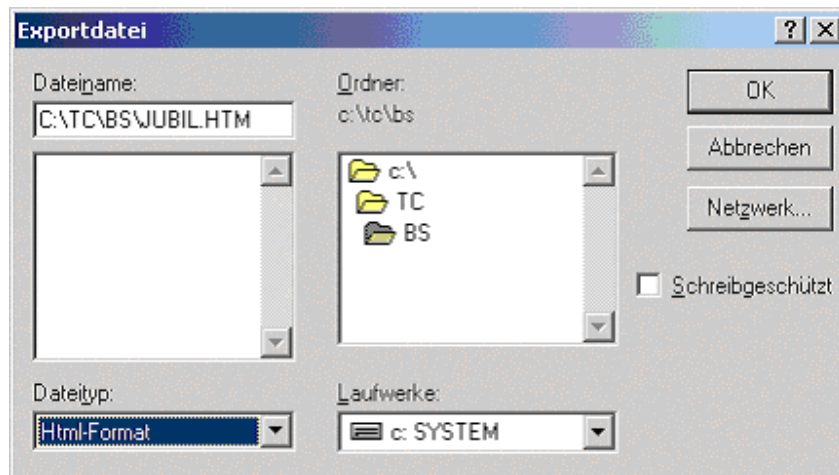 Exportdatei
Dateiname:
C:\TC\BS\JUBIL.HTM
Ordner:
c:\tc\bs
c:\
TC
BS
OK
Abbrechen
Netzwerk...
Schreibgeschützt
Dateityp:
Html-Format
Laufwerke:
c: SYSTEM